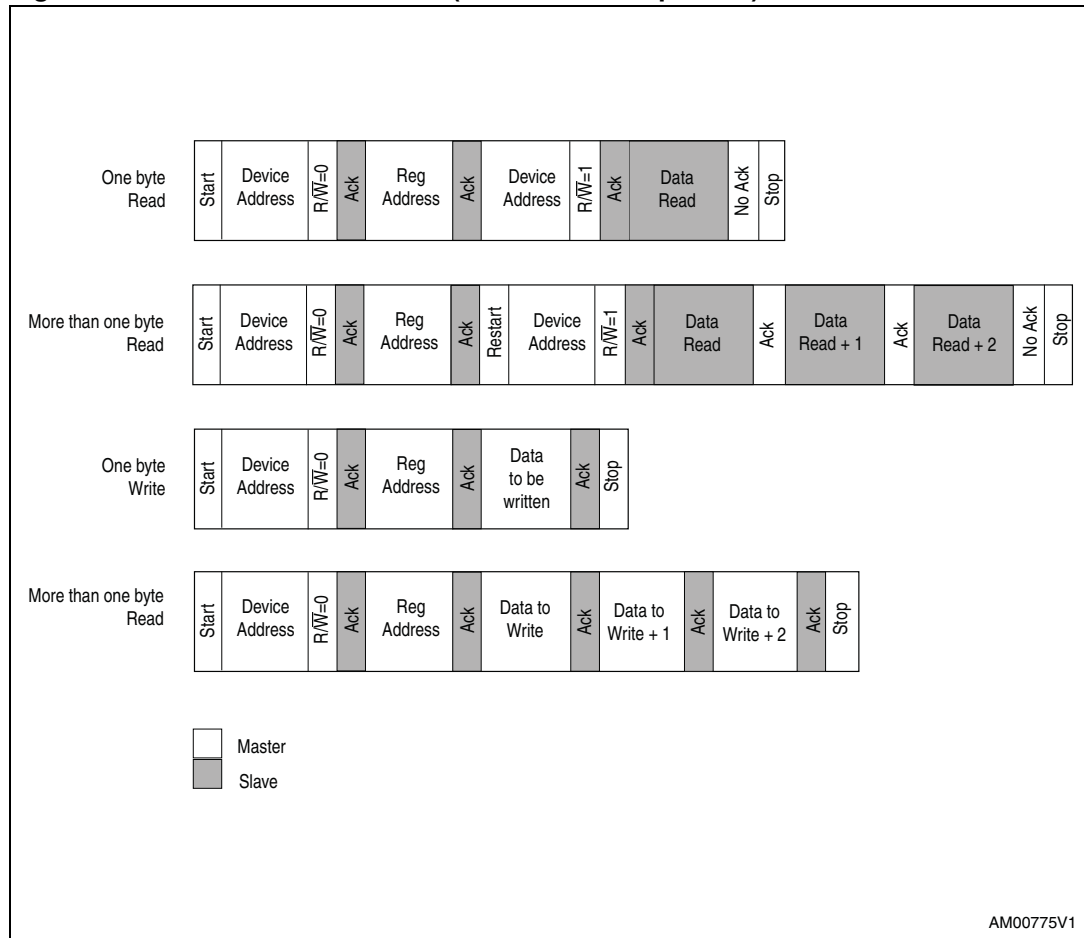 One byte
Read
Start
Device
Address
R/W̅=0
Ack
Reg
Address
Ack
Device
Address
R/W̅=1
Ack
Data
Read
No Ack
Stop
More than one byte
Read
Start
Device
Address
R/W̅=0
Ack
Reg
Address
Ack
Restart
Device
Address
R/W̅=1
Ack
Data
Read
Ack
Data
Read + 1
Ack
Data
Read + 2
No Ack
Stop
One byte
Write
Start
Device
Address
R/W̅=0
Ack
Reg
Address
Ack
Data
to be
written
Ack
Stop
More than one byte
Read
Start
Device
Address
R/W̅=0
Ack
Reg
Address
Ack
Data to
Write
Ack
Data to
Write + 1
Ack
Data to
Write + 2
Ack
Stop
Master
Slave
AM00775V1